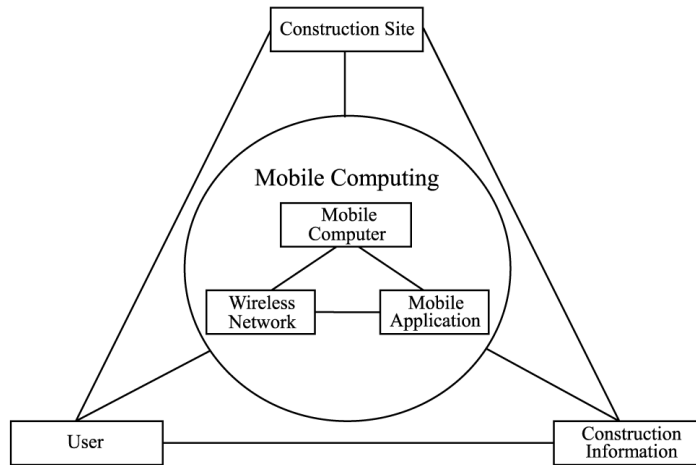 Construction Site
Mobile Computing
Mobile
Computer
Wireless
Network
Mobile
Application
User
Construction
Information